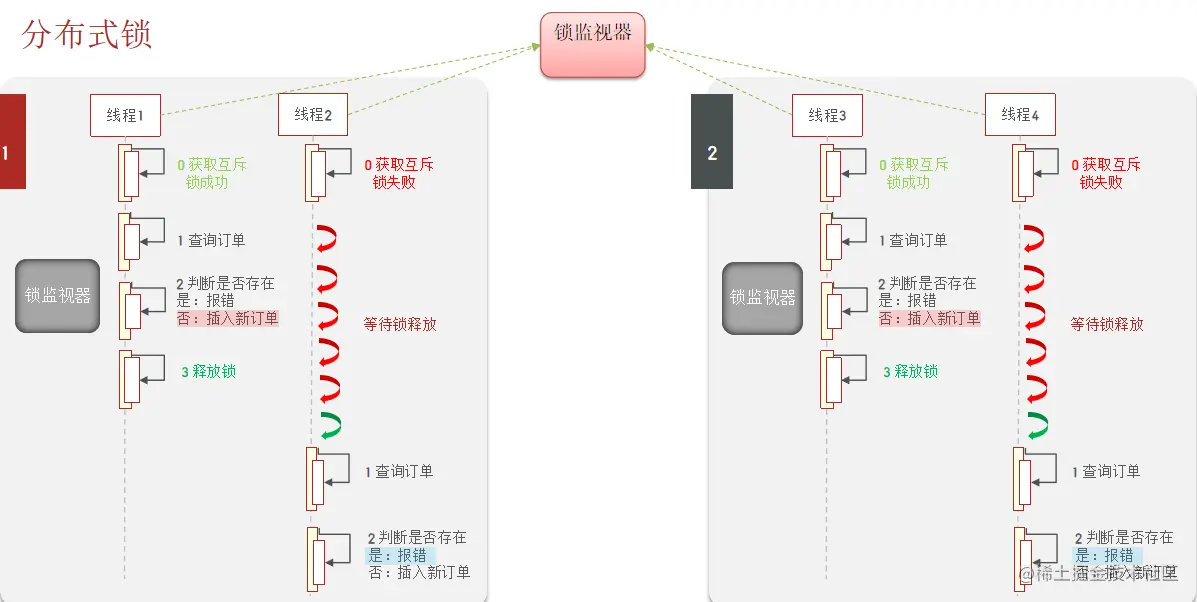 分布式锁
锁监视器
1
线程1
线程2
0 获取互斥
锁成功
0 获取互斥
锁失败
1 查询订单
锁监视器
2 判断是否存在
是：报错
否：插入新订单
等待锁释放
3 释放锁
1 查询订单
2 判断是否存在
是：报错
否：插入新订单
2
线程3
线程4
0 获取互斥
锁成功
0 获取互斥
锁失败
1 查询订单
锁监视器
2 判断是否存在
是：报错
否：插入新订单
等待锁释放
3 释放锁
1 查询订单
2 判断是否存在
是：报错
否：插入新订单
@稀土掘金技术社区